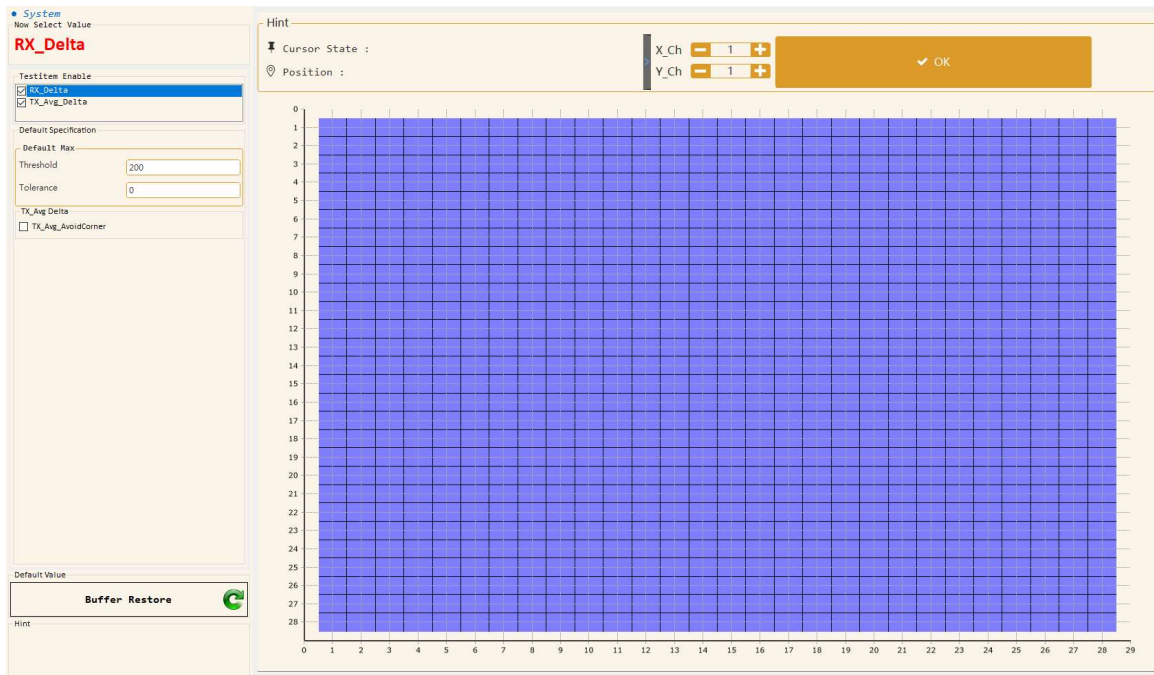 System
Now Select Value
RX_Delta
Testitem Enable
RX_Delta
TX_Avg_Delta
Default Specification
Default Max
Threshold 200
Tolerance 0
TX_Avg Delta
TX_Avg_AvoidCorner
Default Value
Buffer Restore
Hint
Hint
Cursor State :
Position :
X_Ch 1
Y_Ch 1
OK
0
1
2
3
4
5
6
7
8
9
10
11
12
13
14
15
16
17
18
19
20
21
22
23
24
25
26
27
28
0 1 2 3 4 5 6 7 8 9 10 11 12 13 14 15 16 17 18 19 20 21 22 23 24 25 26 27 28 29